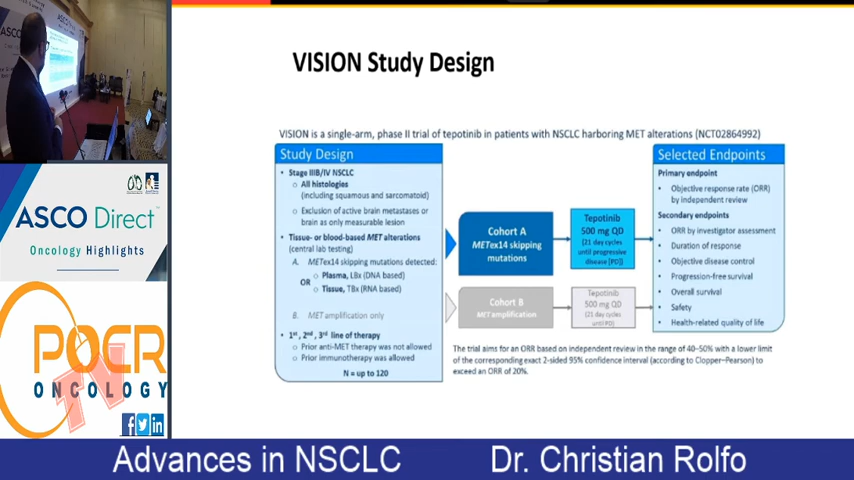 VISION Study Design
VISION is a single-arm, phase II trial of tepotinib in patients with NSCLC harboring MET alterations (NCT02864992)
Study Design
• Stage IIIB/IV NSCLC
o All histologies
(including squamous and sarcomatoid)
o Exclusion of active brain metastases or
brain as only measurable lesion
• Tissue- or blood-based MET alterations
(central lab testing)
A. METex14 skipping mutations detected:
o Plasma, LBx (DNA based)
OR
o Tissue, TBx (RNA based)
B. MET amplification only
• 1st, 2nd, 3rd line of therapy
o Prior anti-MET therapy was not allowed
o Prior immunotherapy was allowed
N = up to 120
Cohort A
METex14 skipping
mutations
Tepotinib
500 mg QD
(21 day cycles
until progressive
disease [PD])
Cohort B
MET amplification
Tepotinib
500 mg QD
(21 day cycles
until PD)
Selected Endpoints
Primary endpoint
• Objective response rate (ORR)
by independent review
Secondary endpoints
• ORR by investigator assessment
• Duration of response
• Objective disease control
• Progression-free survival
• Overall survival
• Safety
• Health-related quality of life
The trial aims for an ORR based on independent review in the range of 40–50% with a lower limit
of the corresponding exact 2-sided 95% confidence interval (according to Clopper–Pearson) to
exceed an ORR of 20%.
ASCO
ASCO Direct™
Oncology Highlights
POER
ONCOLOGY
TN
Advances in NSCLC
Dr. Christian Rolfo